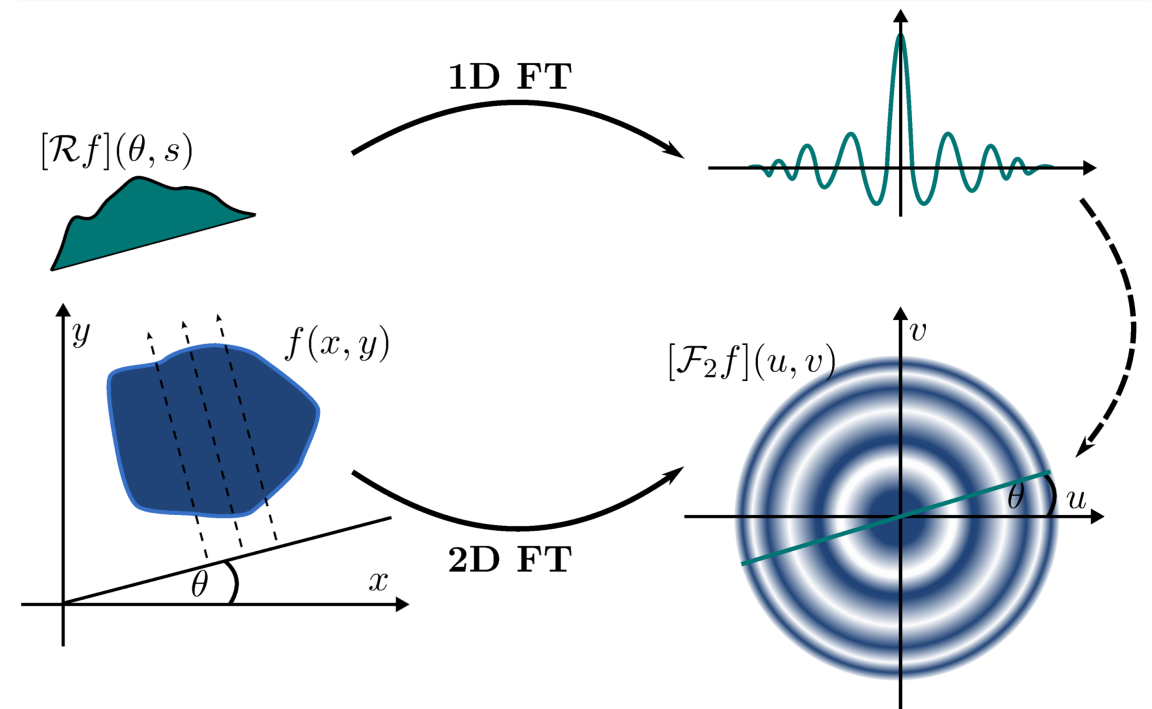 1D FT
[ℛf](θ, s)
y
f(x, y)
θ
x
2D FT
[ℱ₂f](u, v)
v
θ
u